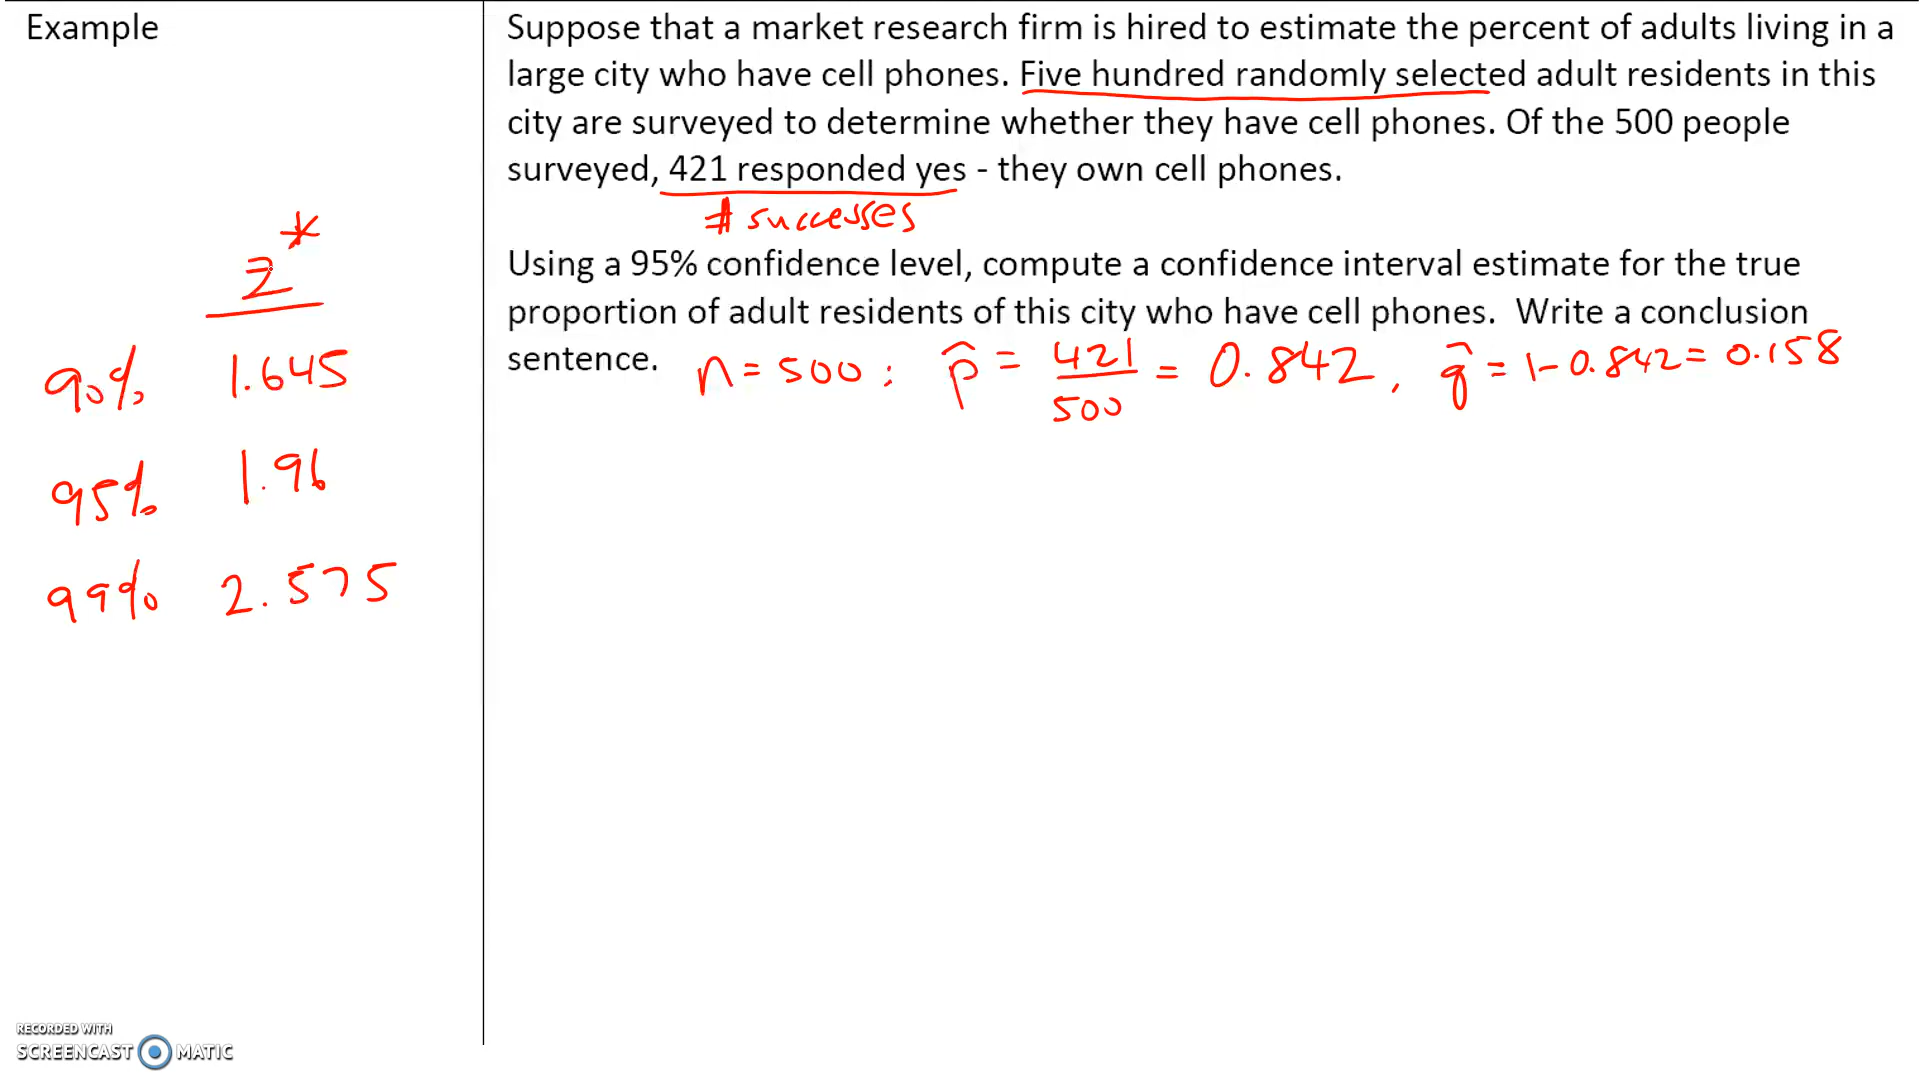 Example
Suppose that a market research firm is hired to estimate the percent of adults living in a
large city who have cell phones. Five hundred randomly selected adult residents in this
city are surveyed to determine whether they have cell phones. Of the 500 people
surveyed, 421 responded yes - they own cell phones.
# successes
Using a 95% confidence level, compute a confidence interval estimate for the true
proportion of adult residents of this city who have cell phones.  Write a conclusion
sentence. n = 500 ; p̂ = 421/500 = 0.842, q̂ = 1-0.842 = 0.158
z*
90% 1.645
95% 1.96
99% 2.575
RECORDED WITH
SCREENCAST MATIC